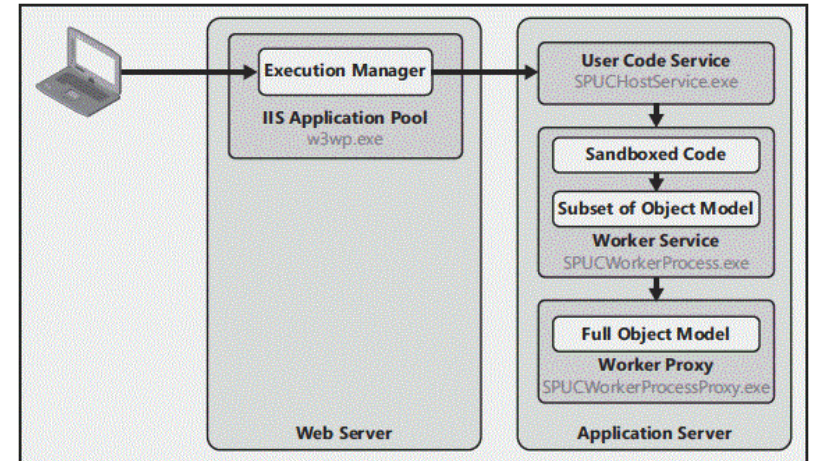 Execution Manager
IIS Application Pool
w3wp.exe
Web Server
User Code Service
SPUCHostService.exe
Sandboxed Code
Subset of Object Model
Worker Service
SPUCWorkerProcess.exe
Full Object Model
Worker Proxy
SPUCWorkerProcessProxy.exe
Application Server